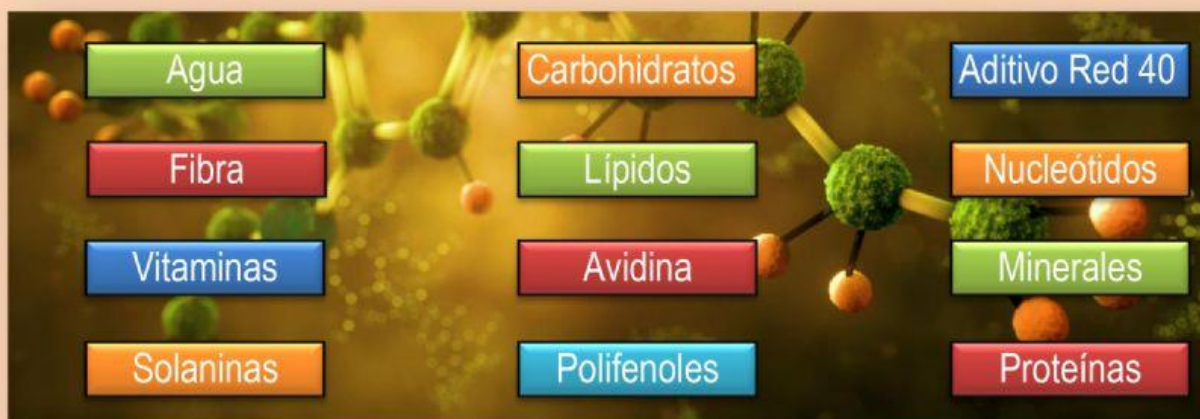 Agua
Carbohidratos
Aditivo Red 40
Fibra
Lípidos
Nucleótidos
Vitaminas
Avidina
Minerales
Solaninas
Polifenoles
Proteínas